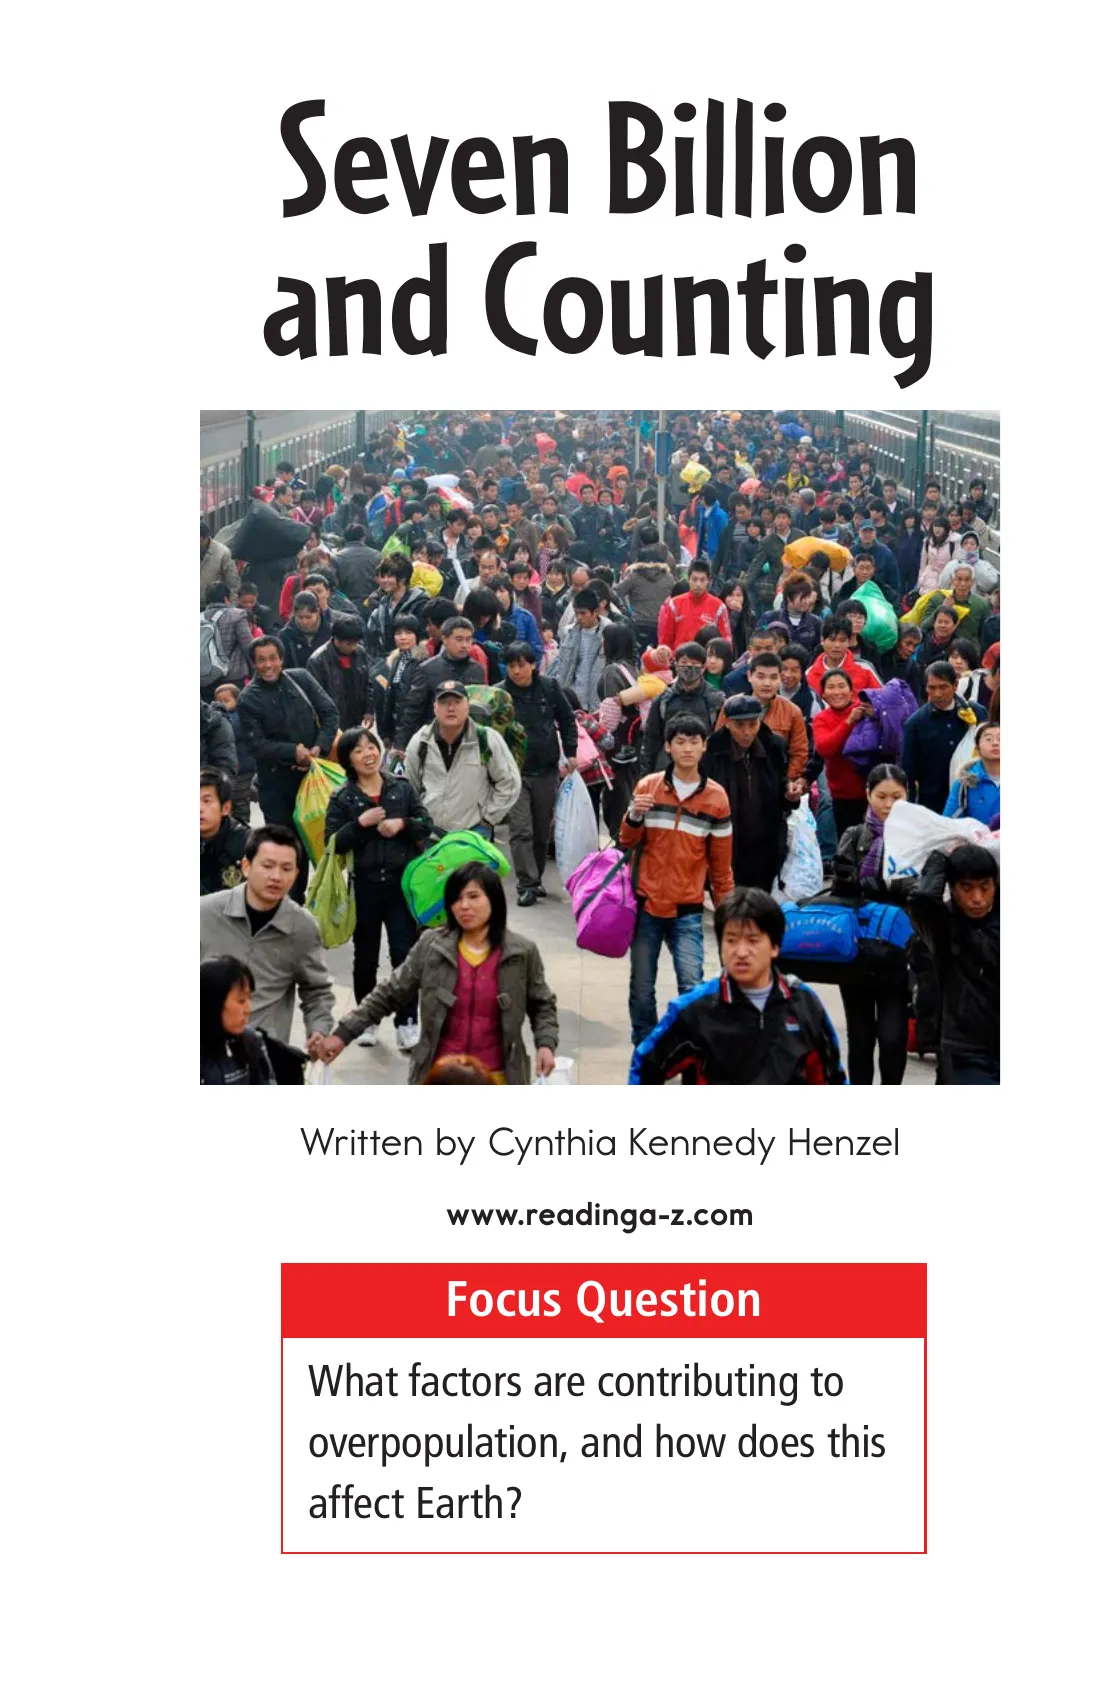 Seven Billion
and Counting
Written by Cynthia Kennedy Henzel
www.readinga-z.com
Focus Question
What factors are contributing to
overpopulation, and how does this
affect Earth?